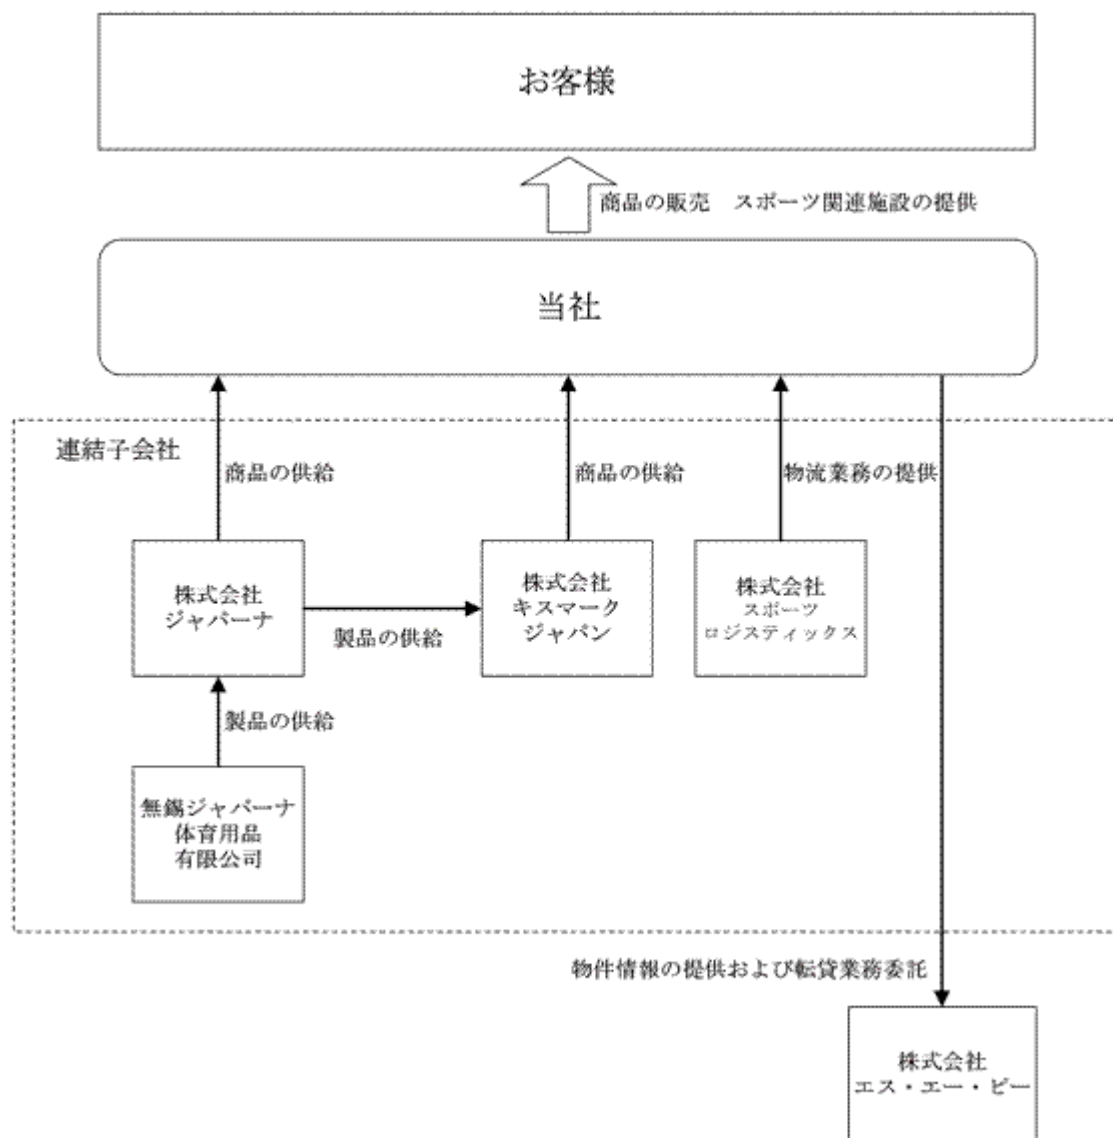 お客様
商品の販売　スポーツ関連施設の提供
当社
連結子会社
商品の供給
商品の供給
物流業務の提供
株式会社
ジャパーナ
製品の供給
株式会社
キスマーク
ジャパン
株式会社
スポーツ
ロジスティックス
製品の供給
無錫ジャパーナ
体育用品
有限公司
物件情報の提供および転貸業務委託
株式会社
エス・エー・ピー